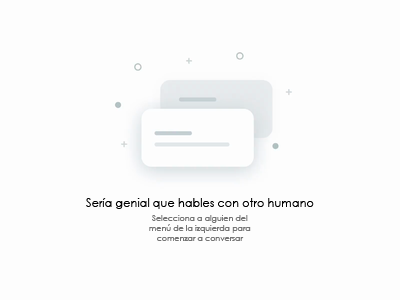 Sería genial que hables con otro humano
Selecciona a alguien del
menú de la izquierda para
comenzar a conversar